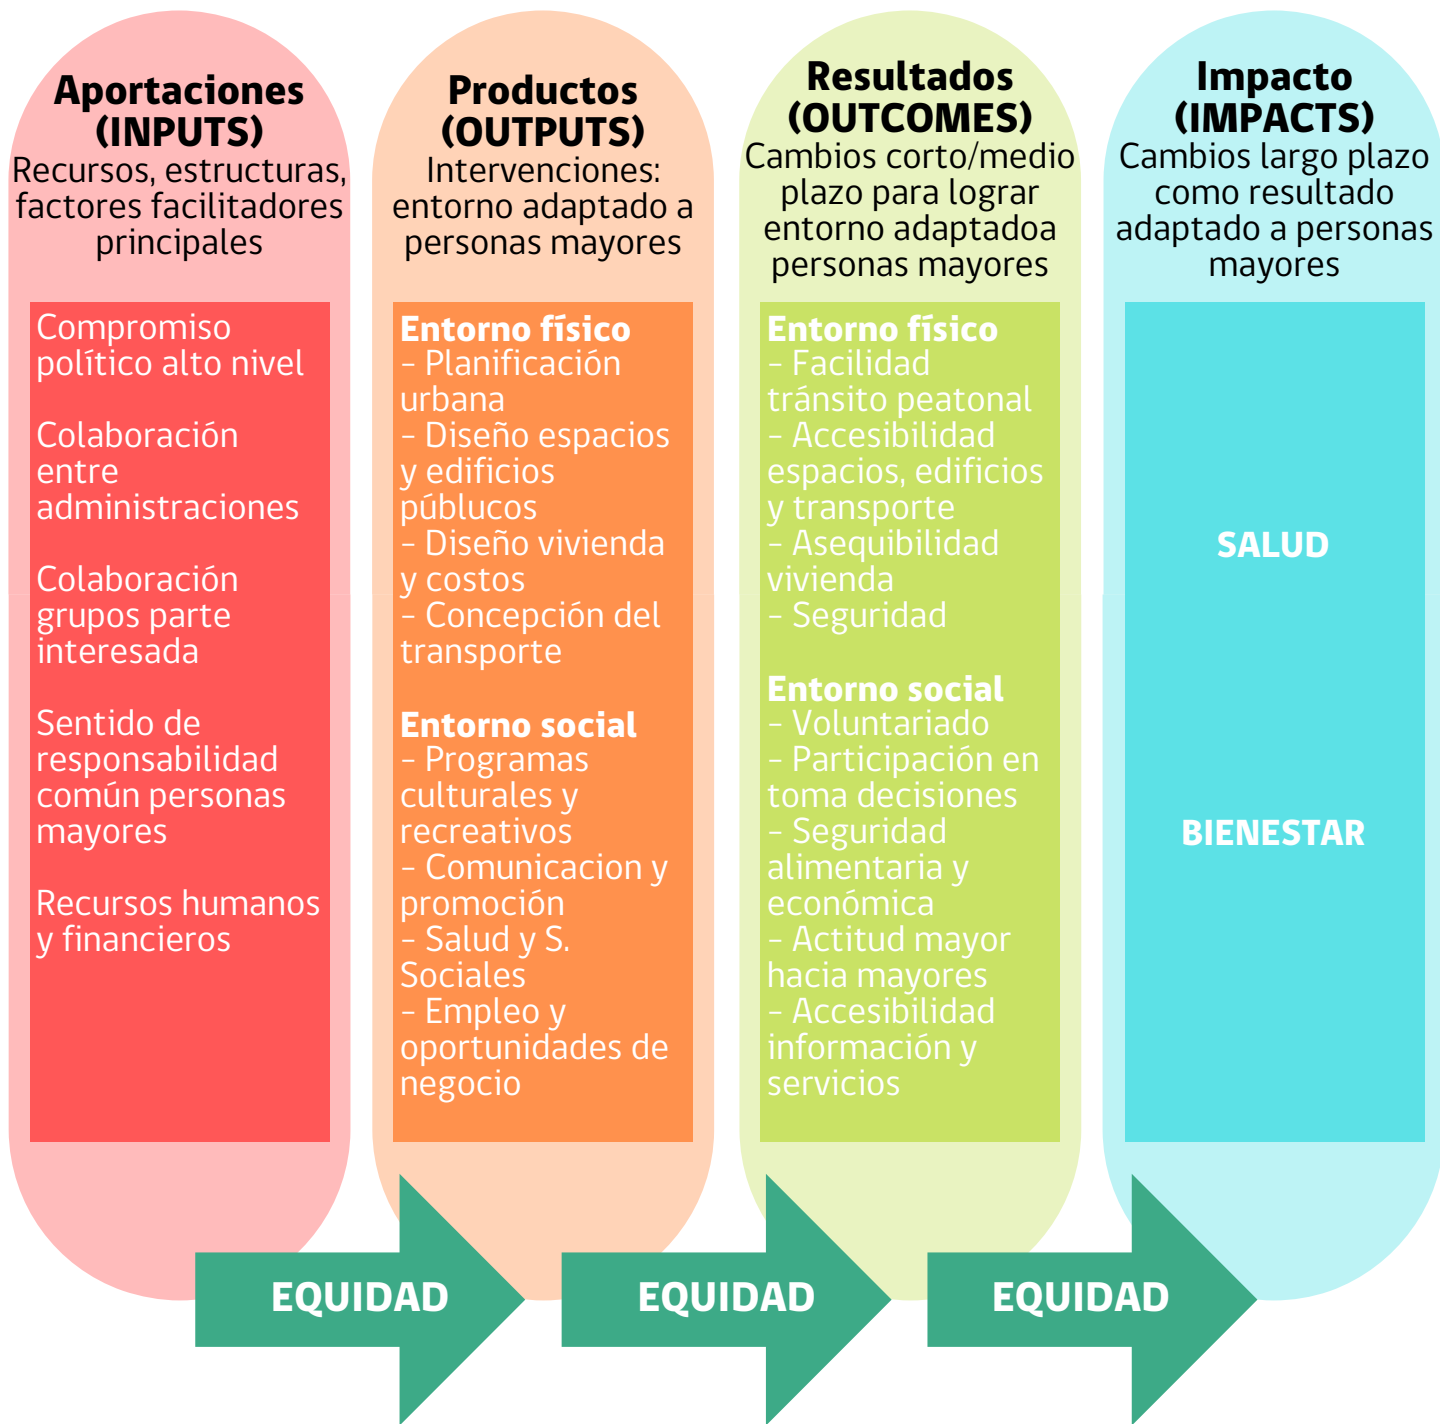 Aportaciones
(INPUTS)
Recursos, estructuras,
factores facilitadores
principales
Compromiso
político alto nivel
Colaboración
entre
administraciones
Colaboración
grupos parte
interesada
Sentido de
responsabilidad
común personas
mayores
Recursos humanos
y financieros
Productos
(OUTPUTS)
Intervenciones:
entorno adaptado a
personas mayores
Entorno físico
- Planificación
urbana
- Diseño espacios
y edificios
públucos
- Diseño vivienda
y costos
- Concepción del
transporte
Entorno social
- Programas
culturales y
recreativos
- Comunicacion y
promoción
- Salud y S.
Sociales
- Empleo y
oportunidades de
negocio
Resultados
(OUTCOMES)
Cambios corto/medio
plazo para lograr
entorno adaptadoa
personas mayores
Entorno físico
- Facilidad
tránsito peatonal
- Accesibilidad
espacios, edificios
y transporte
- Asequibilidad
vivienda
- Seguridad
Entorno social
- Voluntariado
- Participación en
toma decisiones
- Seguridad
alimentaria y
económica
- Actitud mayor
hacia mayores
- Accesibilidad
información y
servicios
Impacto
(IMPACTS)
Cambios largo plazo
como resultado
adaptado a personas
mayores
SALUD
BIENESTAR
EQUIDAD
EQUIDAD
EQUIDAD